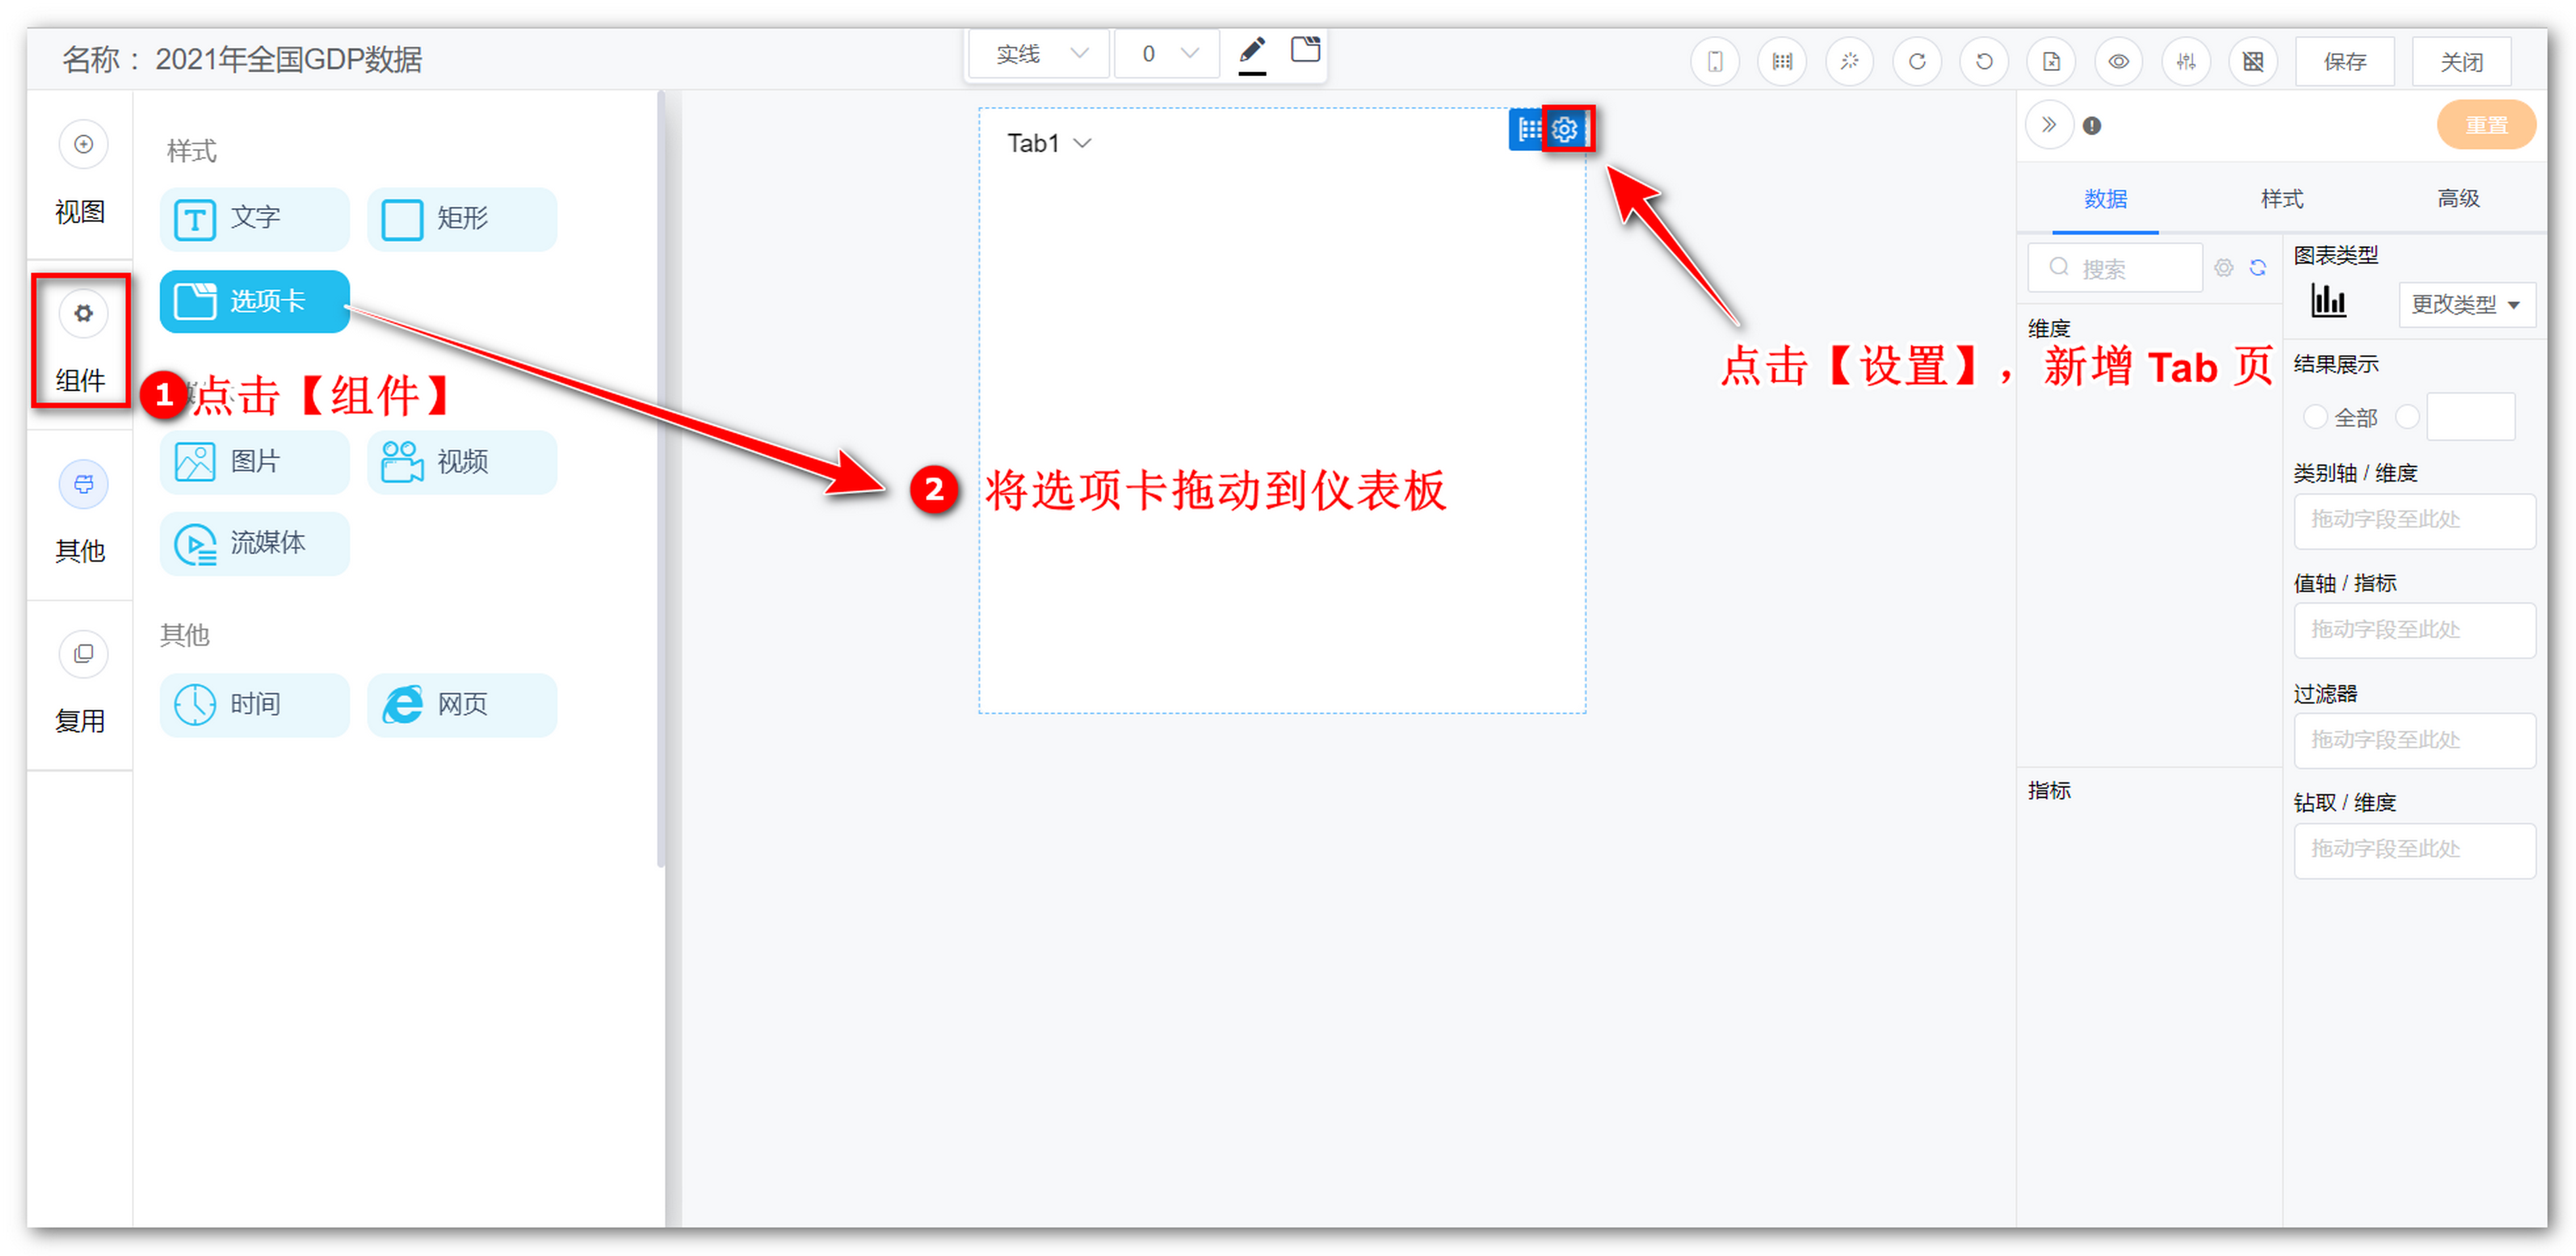 名称： 2021年全国GDP数据
实线
0
保存
关闭
视图
组件
其他
复用
样式
文字
矩形
选项卡
1 点击【组件】
图片
视频
流媒体
其他
时间
网页
Tab1
2 将选项卡拖动到仪表板
点击【设置】，新增 Tab 页
重置
数据
样式
高级
搜索
维度
指标
图表类型
更改类型
结果展示
全部
类别轴 / 维度
拖动字段至此处
值轴 / 指标
拖动字段至此处
过滤器
拖动字段至此处
钻取 / 维度
拖动字段至此处